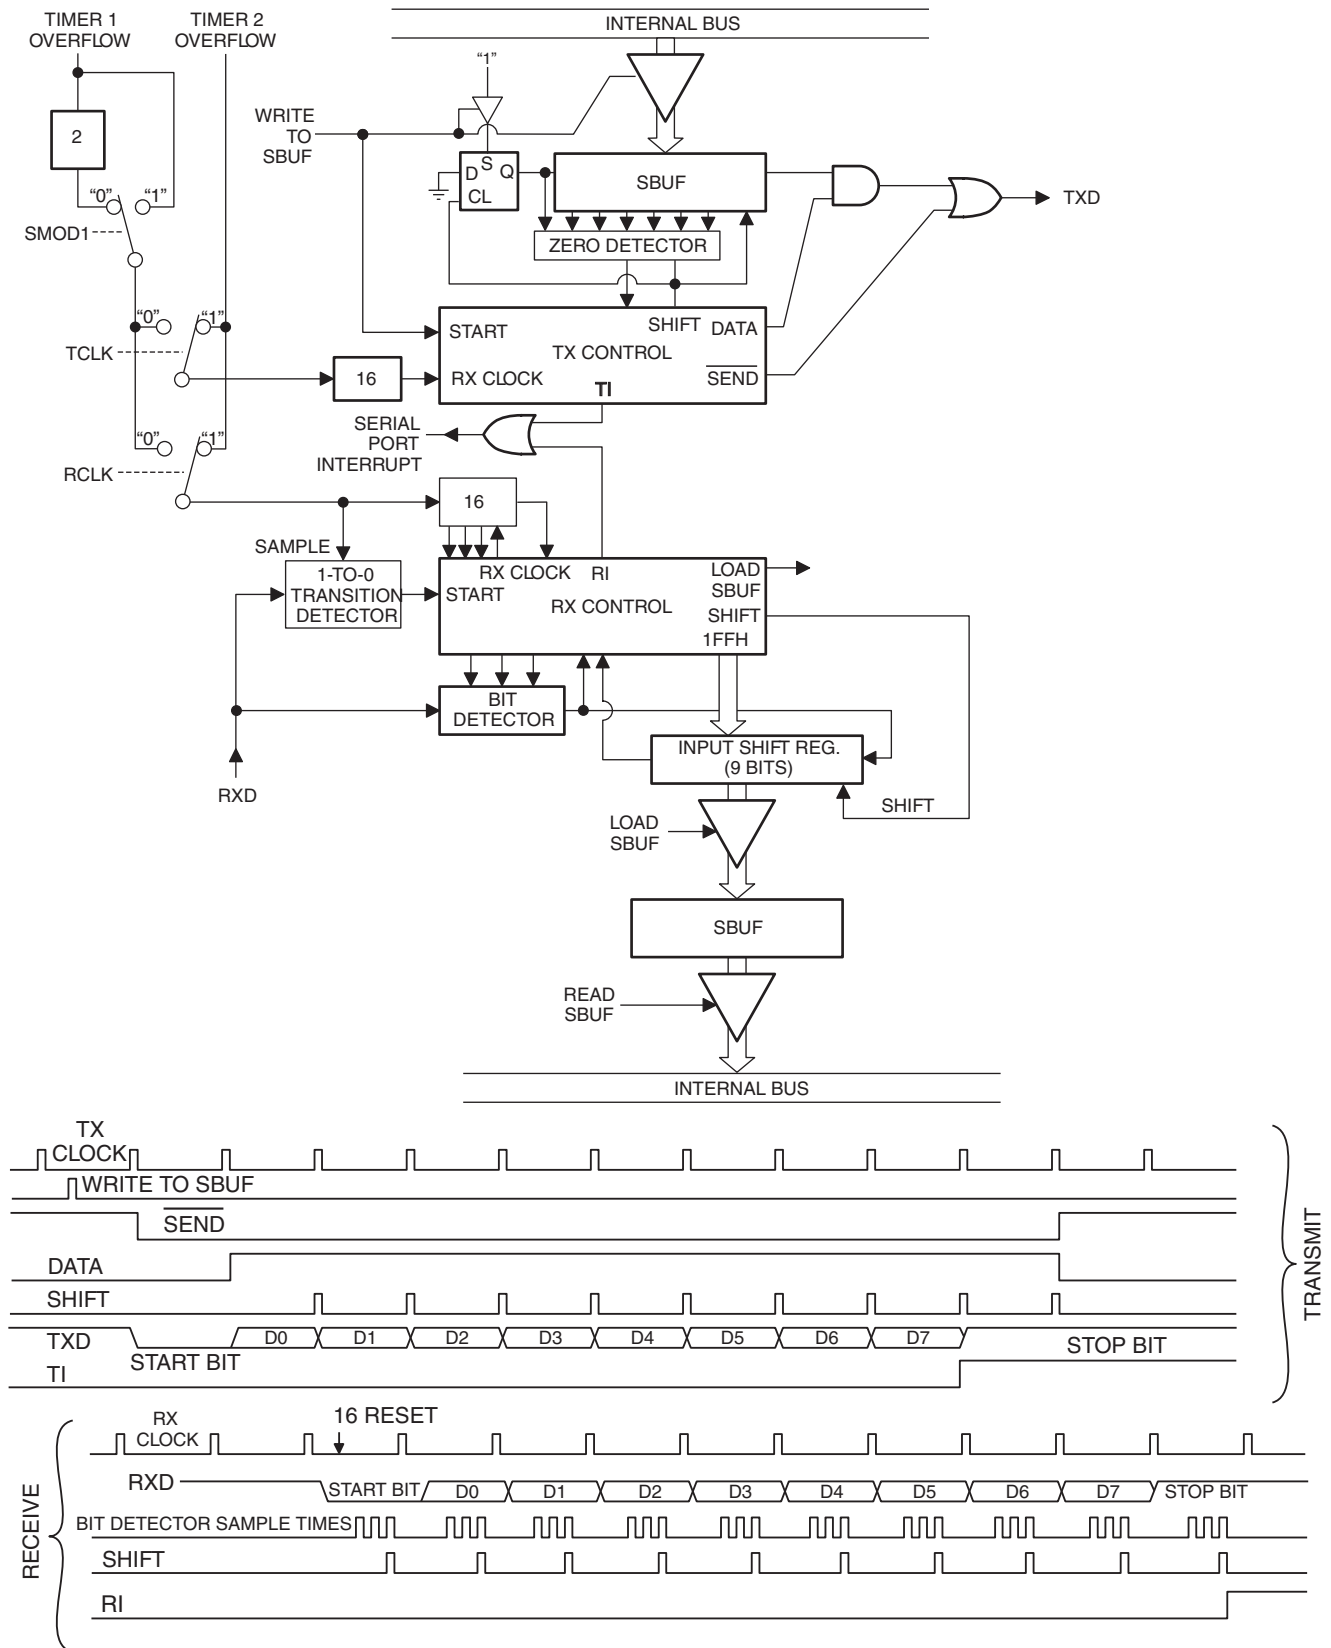 TIMER 1
OVERFLOW
TIMER 2
OVERFLOW
INTERNAL BUS
2
“0”
“1”
SMOD1
“1”
WRITE
TO
SBUF
D
S
Q
CL
SBUF
ZERO DETECTOR
TXD
“0”
“1”
TCLK
16
START
SHIFT
DATA
TX CONTROL
RX CLOCK
TI
SEND
SERIAL
PORT
INTERRUPT
“0”
“1”
RCLK
16
SAMPLE
1-TO-0
TRANSITION
DETECTOR
RX CLOCK
RI
START
RX CONTROL
LOAD
SBUF
SHIFT
1FFH
BIT
DETECTOR
RXD
INPUT SHIFT REG.
(9 BITS)
SHIFT
LOAD
SBUF
SBUF
READ
SBUF
INTERNAL BUS
TX
CLOCK
WRITE TO SBUF
SEND
DATA
SHIFT
TXD
START BIT
D0
D1
D2
D3
D4
D5
D6
D7
STOP BIT
TI
TRANSMIT
RX
CLOCK
16 RESET
RXD
START BIT
D0
D1
D2
D3
D4
D5
D6
D7
STOP BIT
BIT DETECTOR SAMPLE TIMES
SHIFT
RI
RECEIVE